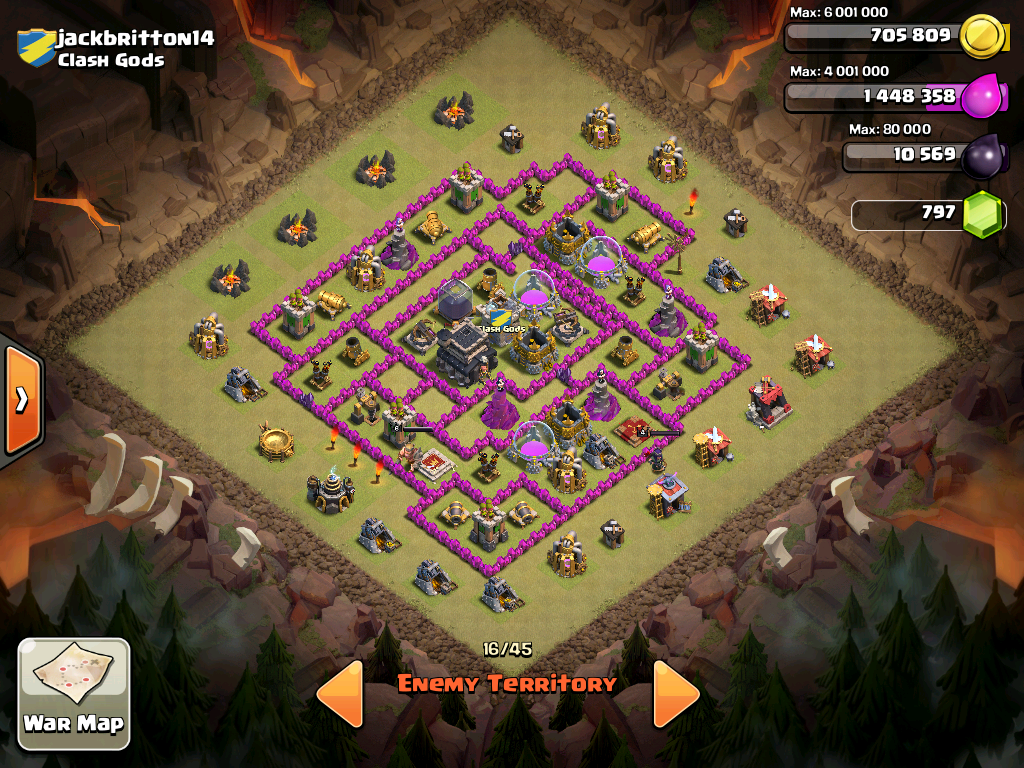 jackbritton14
Clash Gods
Max: 6 001 000
705 809
Max: 4 001 000
1 448 358
Max: 80 000
10 569
797
Clash Gods
16/45
Enemy Territory
War Map